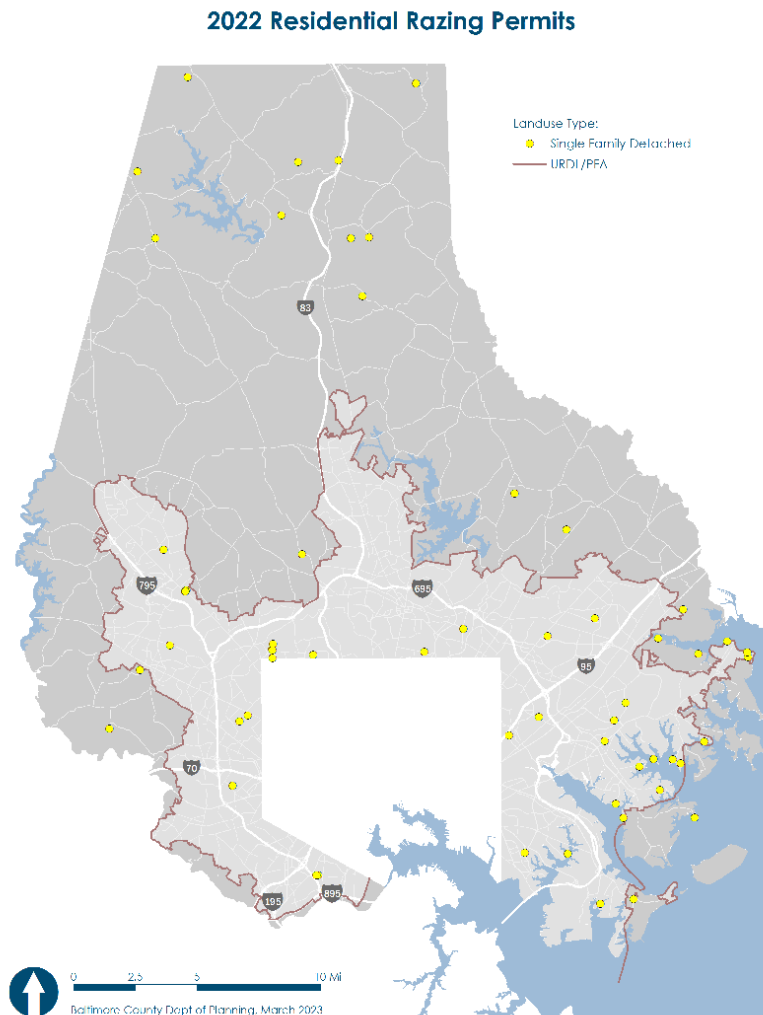 2022 Residential Razing Permits
Landuse Type:
Single Family Detached
URDL/PFA
83
795
695
95
70
195
895
0 2.5 5 10 Mi
Baltimore County Dept of Planning, March 2023